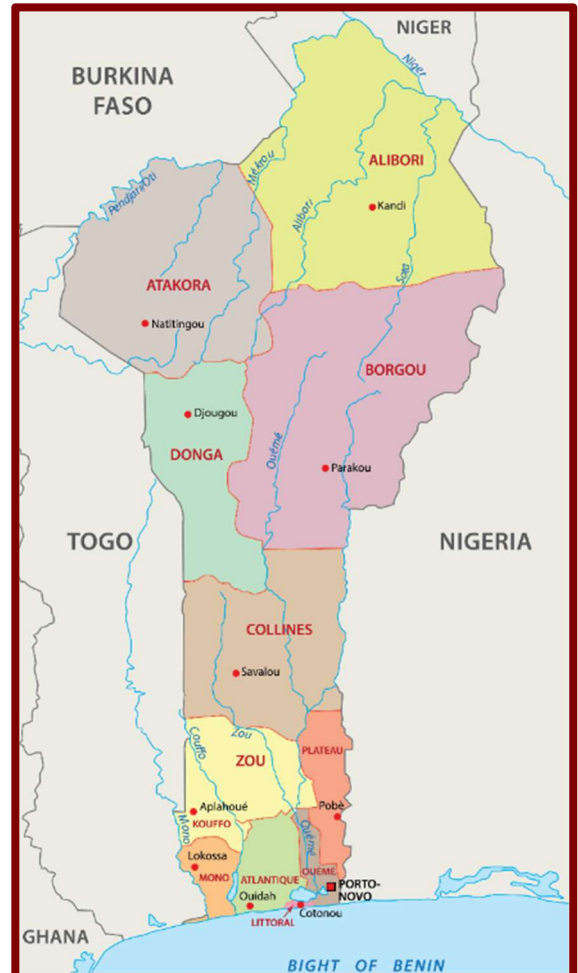 NIGER
BURKINA
FASO
Niger
ALIBORI
Mékrou
Pendjari
Oti
Alibori
Kandi
Sota
ATAKORA
Natitingou
BORGOU
Djougou
DONGA
Ouémé
Parakou
TOGO
NIGERIA
COLLINES
Savalou
Couffo
Zou
PLATEAU
ZOU
Aplahoué
Pobè
KOUFFO
Mono
Ouémé
Lokossa
MONO
ATLANTIQUE
OUÉMÉ
PORTO-
NOVO
Ouidah
LITTORAL
Cotonou
GHANA
BIGHT OF BENIN